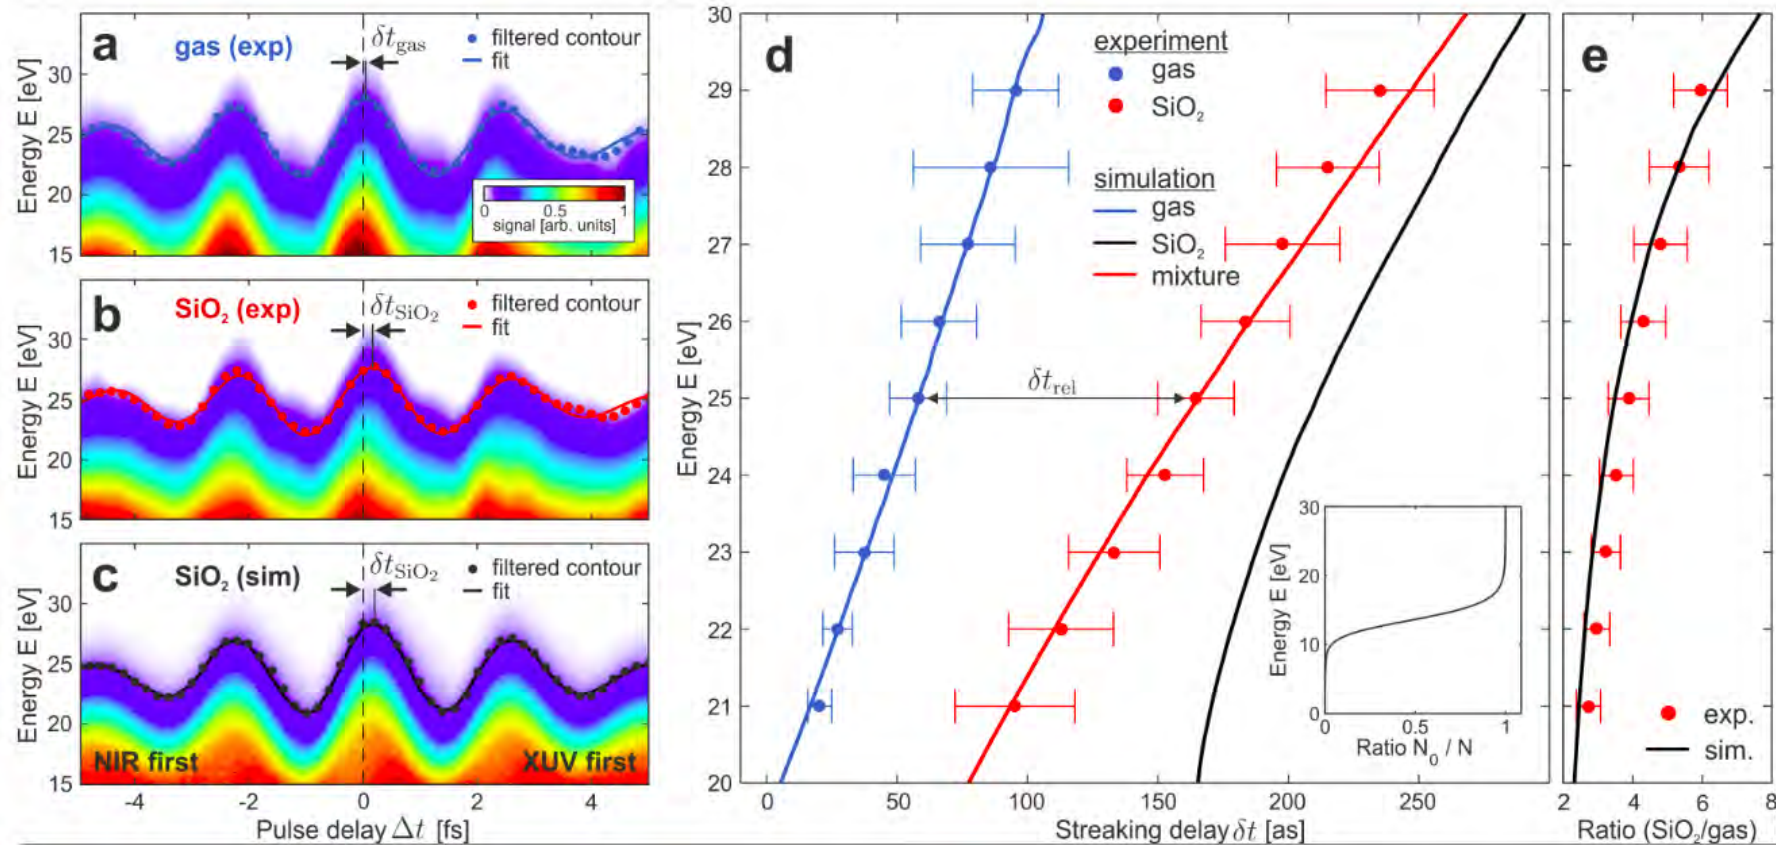 a
gas (exp)
δt_gas
filtered contour
fit
Energy E [eV]
30
25
20
15
0 0.5 1
signal [arb. units]
b
SiO₂ (exp)
δt_SiO₂
filtered contour
fit
Energy E [eV]
30
25
20
15
c
SiO₂ (sim)
δt_SiO₂
filtered contour
fit
Energy E [eV]
30
25
20
15
NIR first
XUV first
-4 -2 0 2 4
Pulse delay Δt [fs]
d
experiment
gas
SiO₂
simulation
gas
SiO₂
mixture
δt_rel
Energy E [eV]
30
29
28
27
26
25
24
23
22
21
20
0 50 100 150 200 250
Streaking delay δt [as]
Energy E [eV]
30
20
10
0
0 0.5 1
Ratio N₀ / N
e
exp.
sim.
2 4 6 8
Ratio (SiO₂/gas)